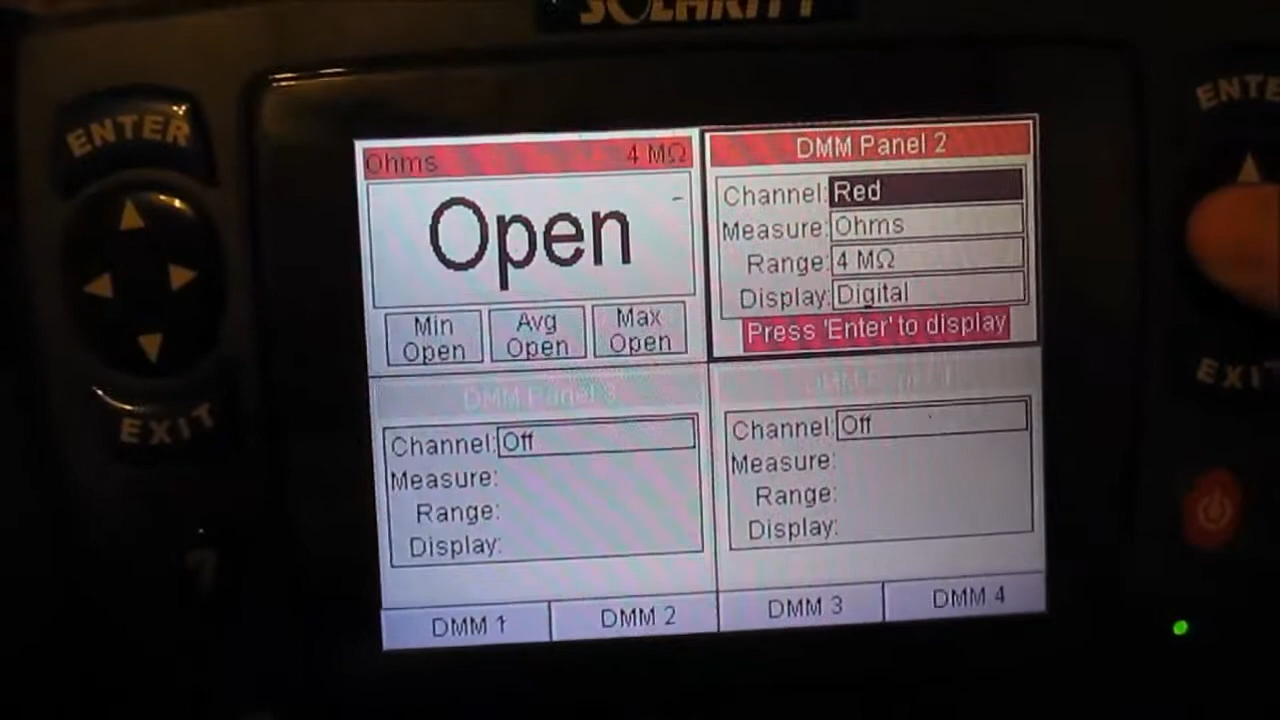 SOLARITY
ENTER
EXIT
ENTE
EXIT
Ohms 4 MΩ
Open
Min Open
Avg Open
Max Open
DMM Panel 2
Channel: Red
Measure: Ohms
Range: 4 MΩ
Display: Digital
Press 'Enter' to display
DMM Panel 3
Channel: Off
Measure:
Range:
Display:
Channel: Off
Measure:
Range:
Display:
DMM 1
DMM 2
DMM 3
DMM 4
?